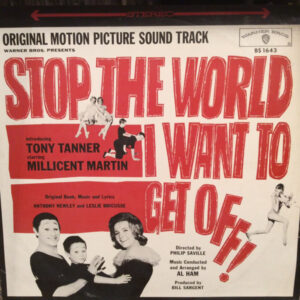 STEREO
ORIGINAL MOTION PICTURE SOUND TRACK
WARNER BROS. PRESENTS
WARNER BROS
BS 1643
STOP THE WORLD
introducing
TONY TANNER
starring
MILLICENT MARTIN
I WANT TO
GET OFF!
Original Book, Music and Lyrics
ANTHONY NEWLEY and LESLIE BRICUSSE
Directed by
PHILIP SAVILLE
Music Conducted
and Arranged by
AL HAM
Produced by
BILL SARGENT